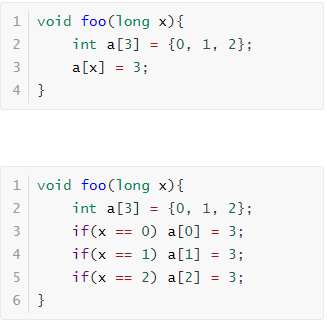 1 void foo(long x){
2     int a[3] = {0, 1, 2};
3     a[x] = 3;
4 }
1 void foo(long x){
2     int a[3] = {0, 1, 2};
3     if(x == 0) a[0] = 3;
4     if(x == 1) a[1] = 3;
5     if(x == 2) a[2] = 3;
6 }